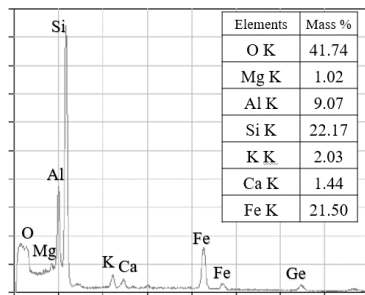 Si
Al
O
Mg
K
Ca
Fe
Fe
Ge
Elements Mass %
O K 41.74
Mg K 1.02
Al K 9.07
Si K 22.17
K K 2.03
Ca K 1.44
Fe K 21.50